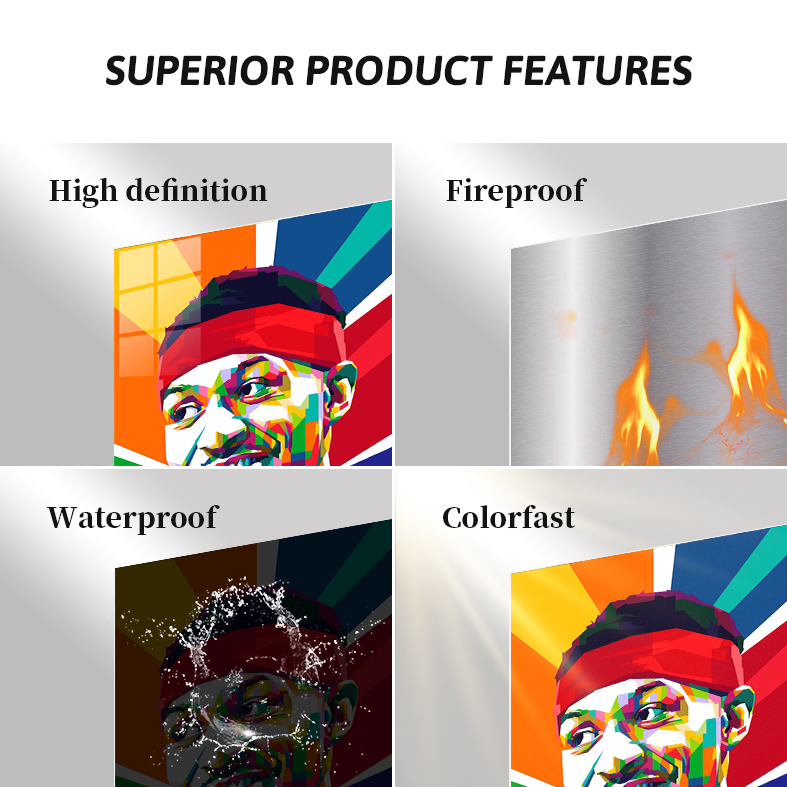 SUPERIOR PRODUCT FEATURES
High definition
Fireproof
Waterproof
Colorfast